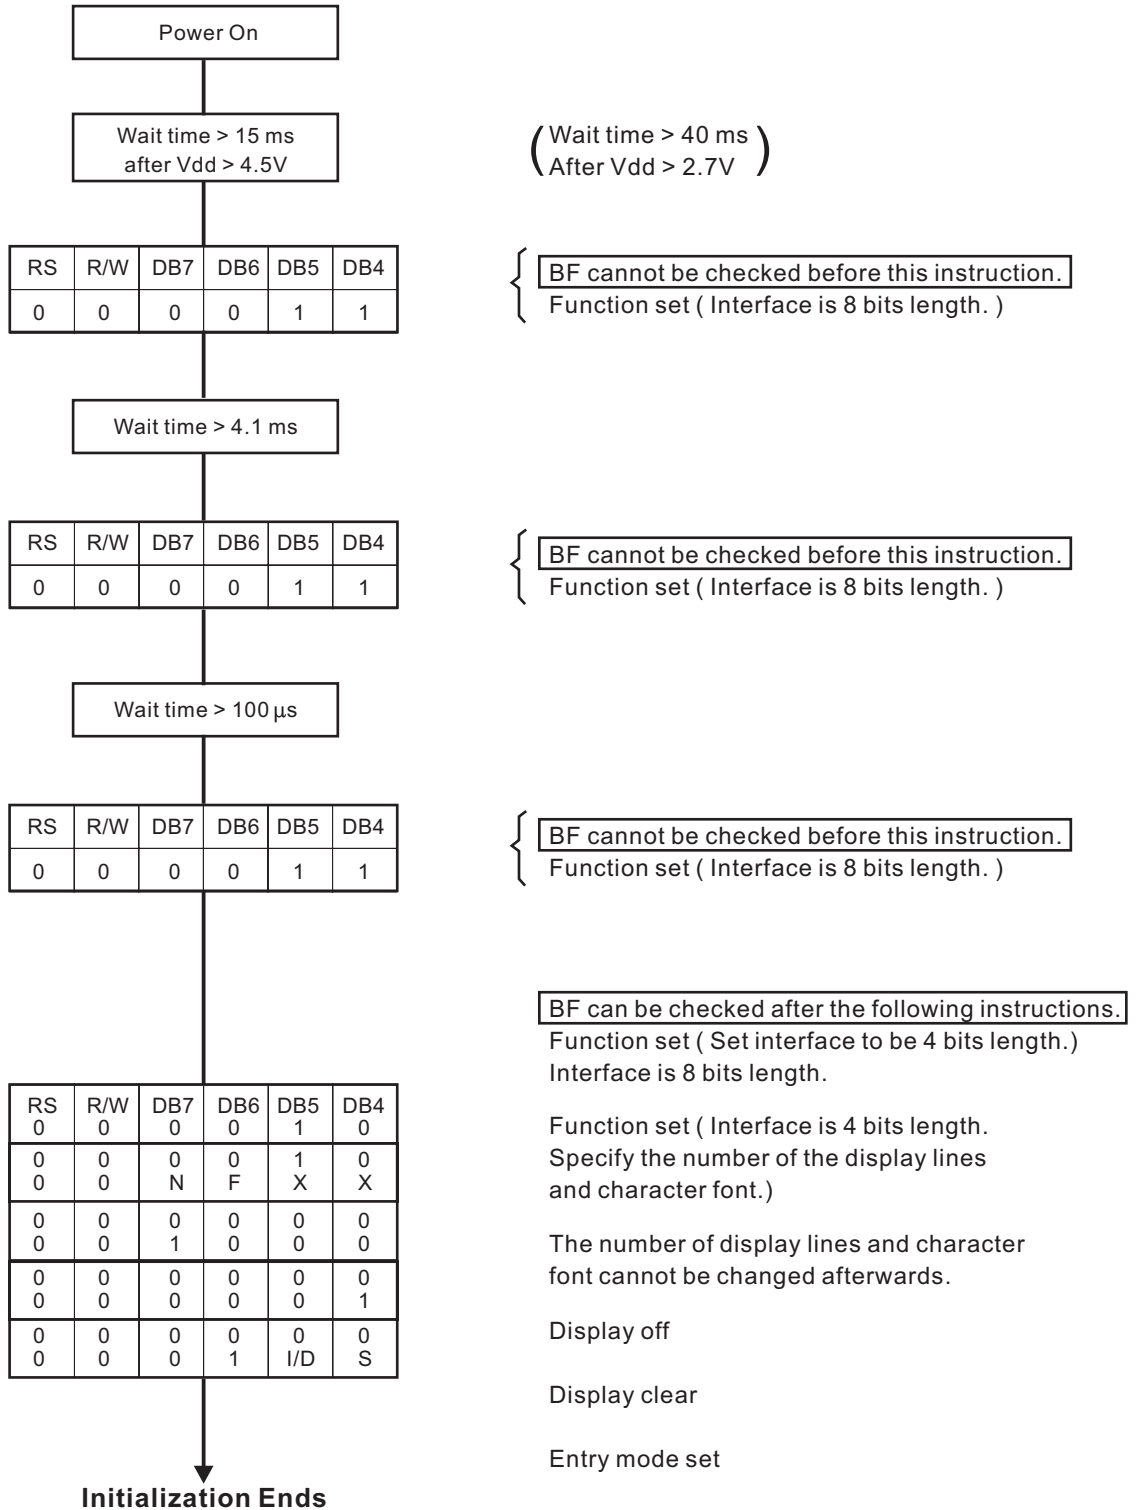 Power On
Wait time > 15 ms
after Vdd > 4.5V
(Wait time > 40 ms
After Vdd > 2.7V)
RS R/W DB7 DB6 DB5 DB4
0 0 0 0 1 1
BF cannot be checked before this instruction.
Function set ( Interface is 8 bits length. )
Wait time > 4.1 ms
RS R/W DB7 DB6 DB5 DB4
0 0 0 0 1 1
BF cannot be checked before this instruction.
Function set ( Interface is 8 bits length. )
Wait time > 100 µs
RS R/W DB7 DB6 DB5 DB4
0 0 0 0 1 1
BF cannot be checked before this instruction.
Function set ( Interface is 8 bits length. )
BF can be checked after the following instructions.
Function set ( Set interface to be 4 bits length.)
Interface is 8 bits length.
RS R/W DB7 DB6 DB5 DB4
0 0 0 0 1 0
0 0 0 0 1 0
0 0 N F X X
0 0 0 0 0 0
0 0 1 0 0 0
0 0 0 0 0 0
0 0 0 0 0 1
0 0 0 0 0 0
0 0 0 1 I/D S
Function set ( Interface is 4 bits length.
Specify the number of the display lines
and character font.)
The number of display lines and character
font cannot be changed afterwards.
Display off
Display clear
Entry mode set
Initialization Ends